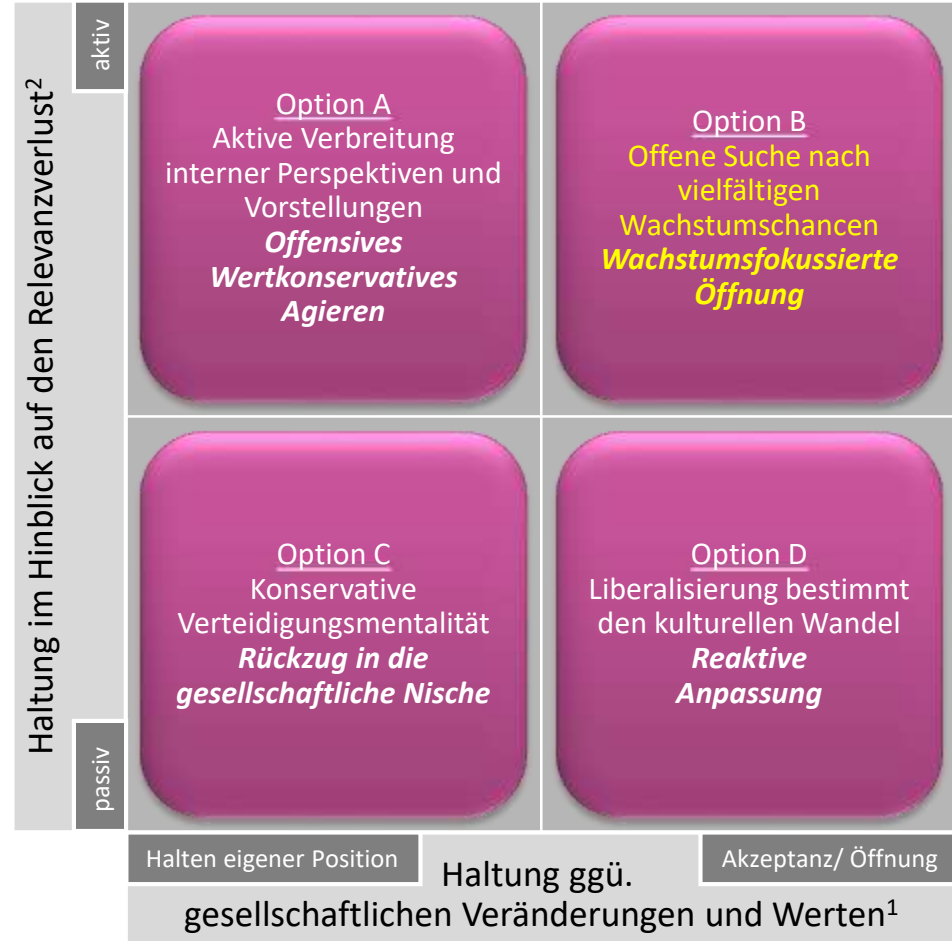 Haltung im Hinblick auf den Relevanzverlust²
aktiv
passiv
Option A
Aktive Verbreitung
interner Perspektiven und
Vorstellungen
Offensives
Wertkonservatives
Agieren
Option B
Offene Suche nach
vielfältigen
Wachstumschancen
Wachstumsfokussierte
Öffnung
Option C
Konservative
Verteidigungsmentalität
Rückzug in die
gesellschaftliche Nische
Option D
Liberalisierung bestimmt
den kulturellen Wandel
Reaktive
Anpassung
Halten eigener Position
Akzeptanz/ Öffnung
Haltung ggü.
gesellschaftlichen Veränderungen und Werten¹